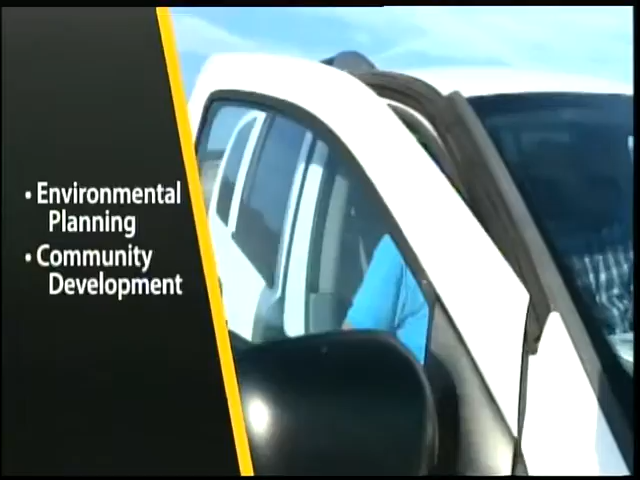 • Environmental
Planning
• Community
Development